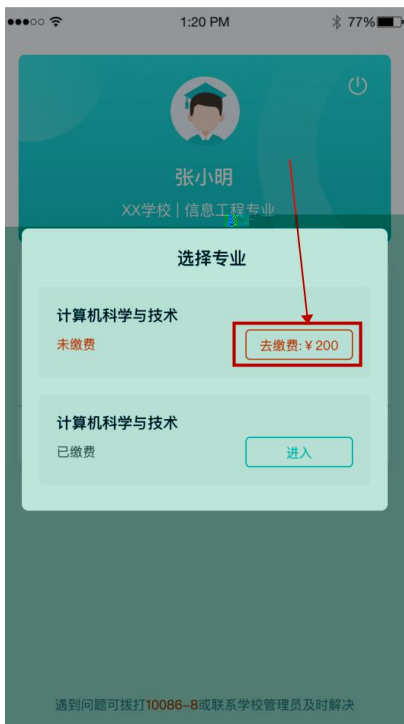 1:20 PM
77%
张小明
XX学校 | 信息工程专业
选择专业
计算机科学与技术
未缴费
去缴费:¥200
计算机科学与技术
已缴费
进入
遇到问题可拨打10086-8或联系学校管理员及时解决